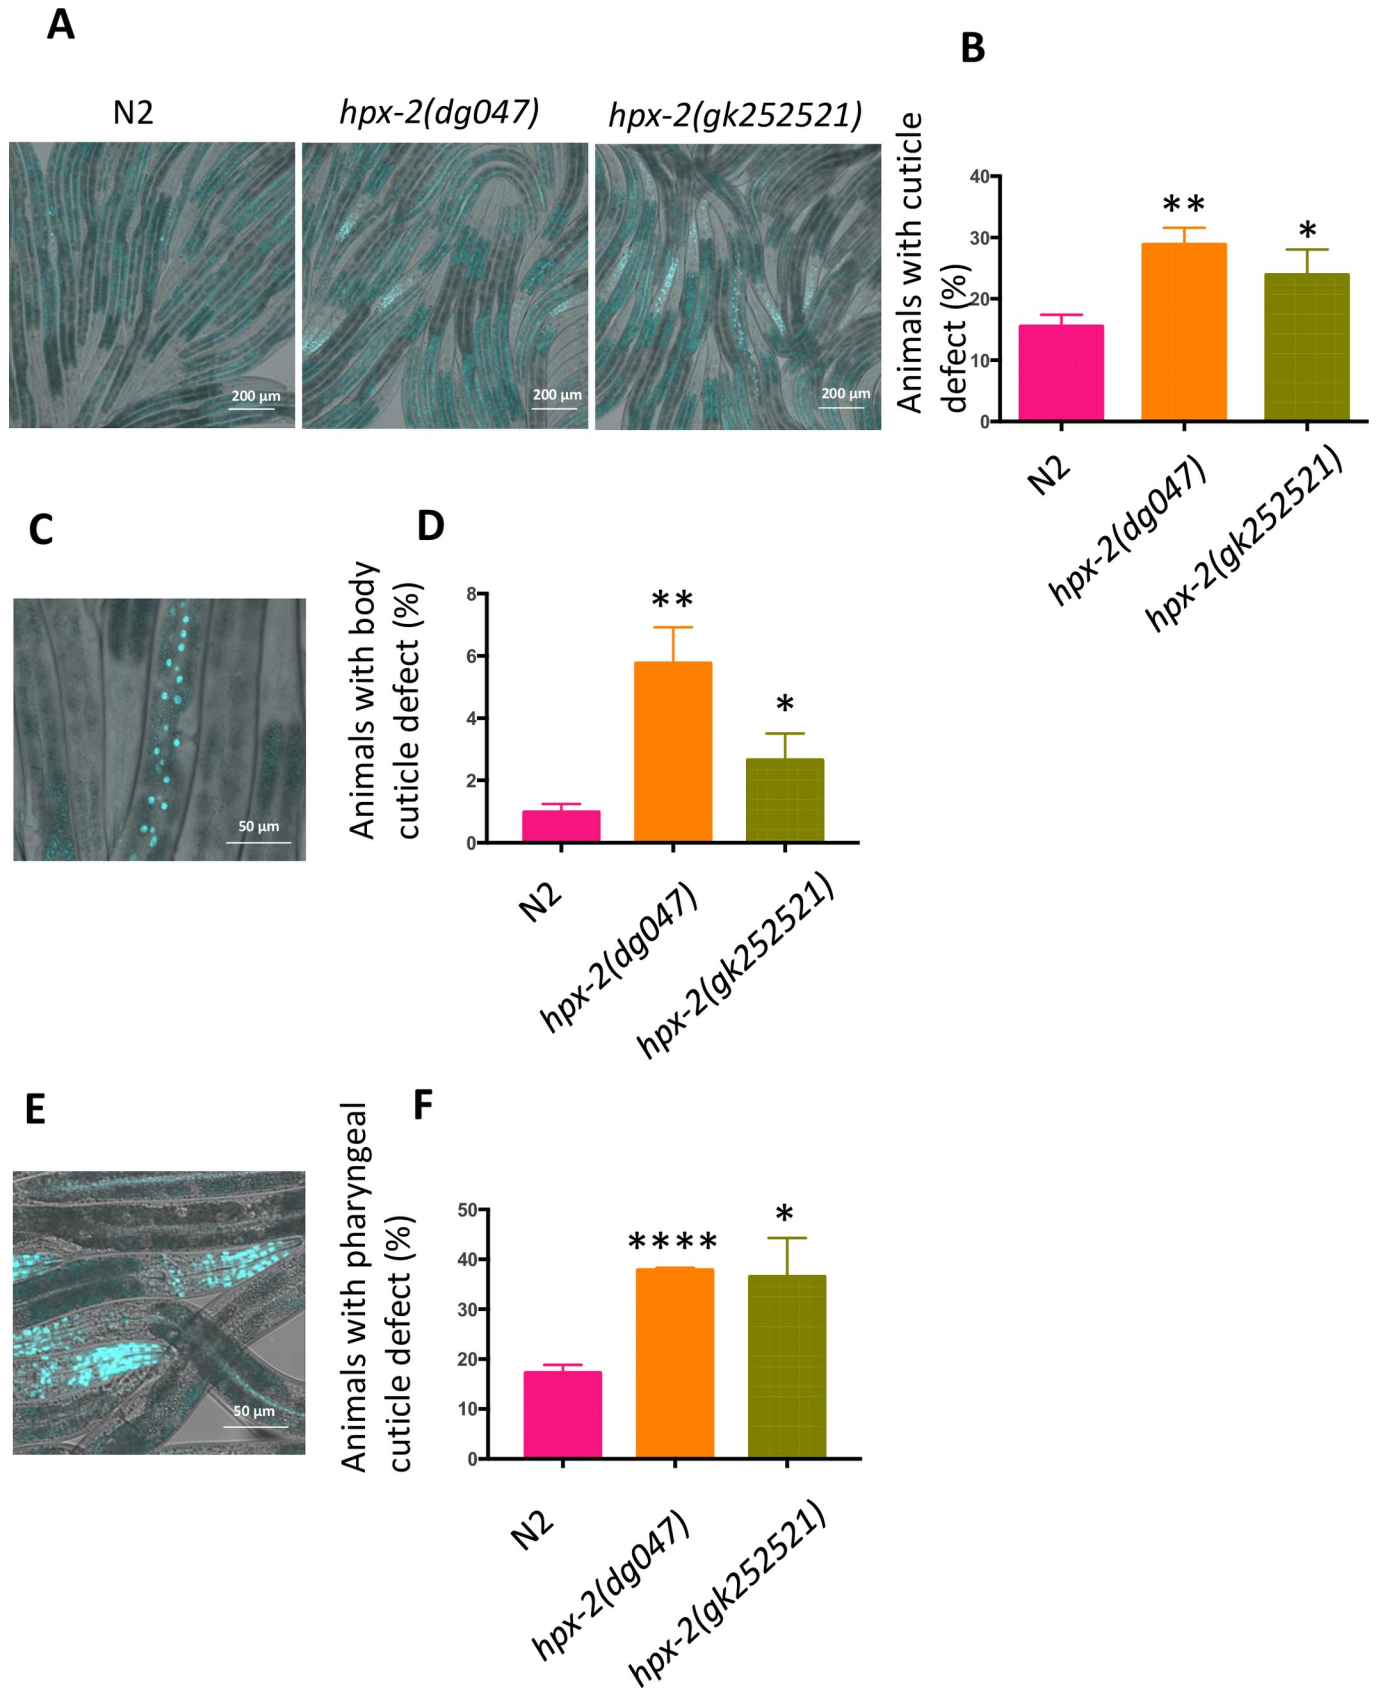 A
N2
hpx-2(dg047)
hpx-2(gk252521)
200 µm
200 µm
200 µm
B
Animals with cuticle
defect (%)
40
30
20
10
0
**
*
N2
hpx-2(dg047)
hpx-2(gk252521)
C
50 µm
D
Animals with body
cuticle defect (%)
8
6
4
2
0
**
*
N2
hpx-2(dg047)
hpx-2(gk252521)
E
50 µm
F
Animals with pharyngeal
cuticle defect (%)
50
40
30
20
10
0
****
*
N2
hpx-2(dg047)
hpx-2(gk252521)